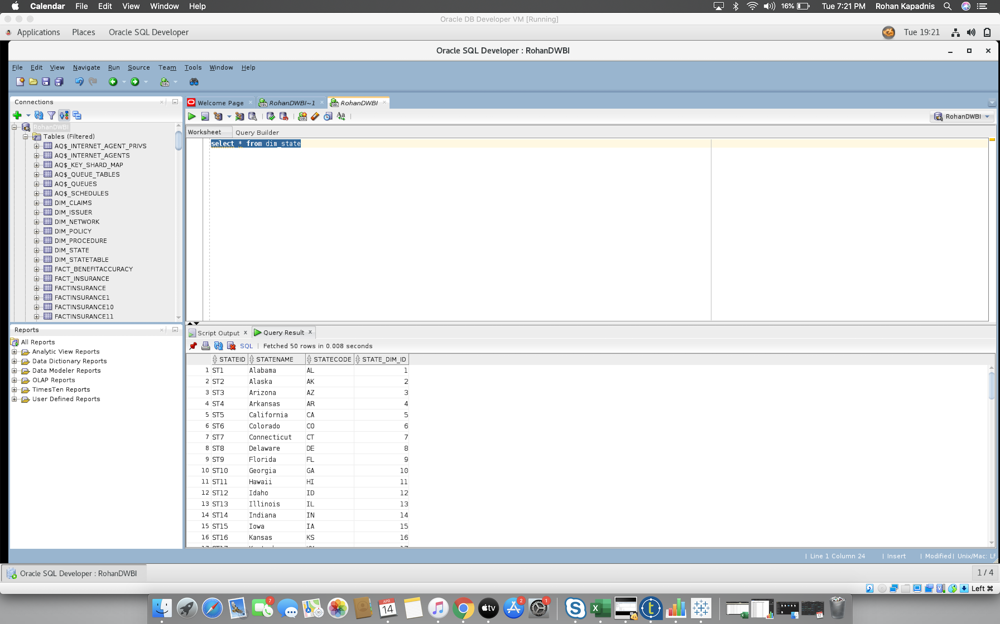 Calendar File Edit View Window Help 16% Tue 7:21 PM Rohan Kapadnis
Oracle DB Developer VM [Running]
Applications Places Oracle SQL Developer Tue 19:21
Oracle SQL Developer : RohanDWBI
File Edit View Navigate Run Source Team Tools Window Help
Connections
RohanDWBI
Tables (Filtered)
AQ$_INTERNET_AGENT_PRIVS
AQ$_INTERNET_AGENTS
AQ$_KEY_SHARD_MAP
AQ$_QUEUE_TABLES
AQ$_QUEUES
AQ$_SCHEDULES
DIM_CLAIMS
DIM_ISSUER
DIM_NETWORK
DIM_POLICY
DIM_PROCEDURE
DIM_STATE
DIM_STATETABLE
FACT_BENEFITACCURACY
FACT_INSURANCE
FACTINSURANCE
FACTINSURANCE1
FACTINSURANCE10
FACTINSURANCE11
Reports
All Reports
Analytic View Reports
Data Dictionary Reports
Data Modeler Reports
OLAP Reports
TimesTen Reports
User Defined Reports
Welcome Page RohanDWBI~1 RohanDWBI
RohanDWBI
Worksheet Query Builder
select * from dim_state
Script Output Query Result
SQL Fetched 50 rows in 0.008 seconds
STATEID STATENAME STATECODE STATE_DIM_ID
1 ST1 Alabama AL 1
2 ST2 Alaska AK 2
3 ST3 Arizona AZ 3
4 ST4 Arkansas AR 4
5 ST5 California CA 5
6 ST6 Colorado CO 6
7 ST7 Connecticut CT 7
8 ST8 Delaware DE 8
9 ST9 Florida FL 9
10 ST10 Georgia GA 10
11 ST11 Hawaii HI 11
12 ST12 Idaho ID 12
13 ST13 Illinois IL 13
14 ST14 Indiana IN 14
15 ST15 Iowa IA 15
16 ST16 Kansas KS 16
Line 1 Column 24 Insert Modified Unix/Mac: LF
Oracle SQL Developer : RohanDWBI 1 / 4
Left ⌘
7 APR 14 tv 2 1 S X t 17